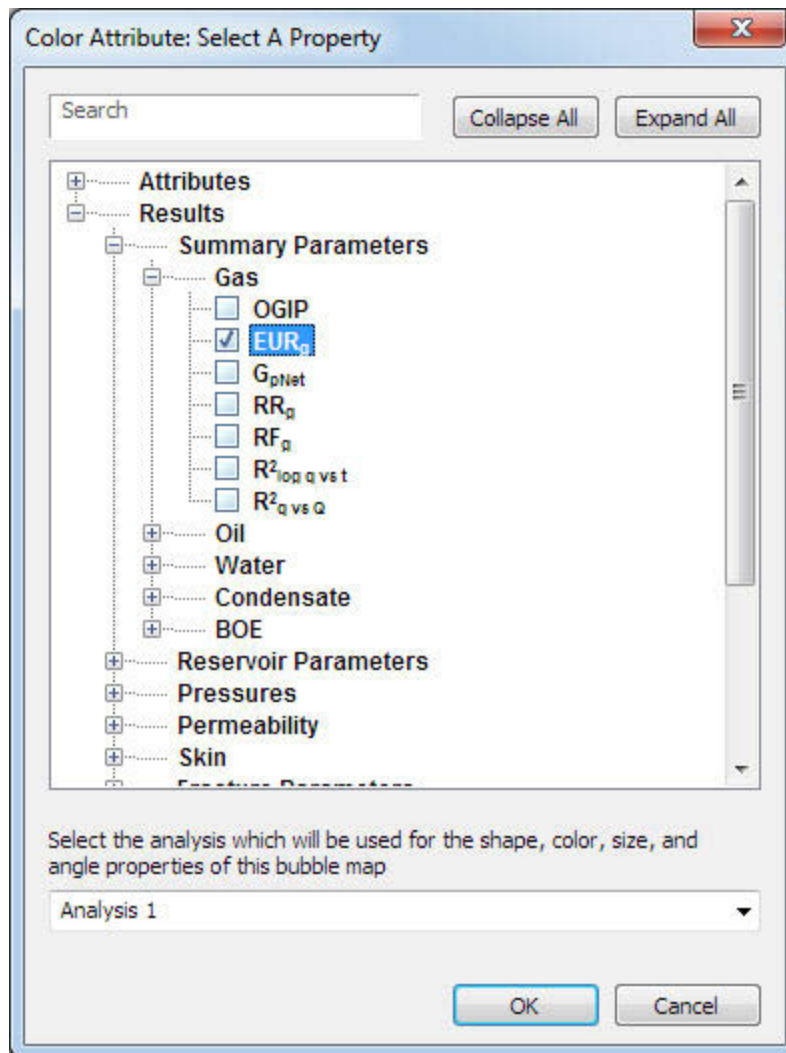 Color Attribute: Select A Property
Search
Collapse All
Expand All
Attributes
Results
Summary Parameters
Gas
OGIP
EURg
GpNet
RRg
RFg
R²log q vs t
R²q vs Q
Oil
Water
Condensate
BOE
Reservoir Parameters
Pressures
Permeability
Skin
Fracture Parameters
Select the analysis which will be used for the shape, color, size, and
angle properties of this bubble map
Analysis 1
OK
Cancel